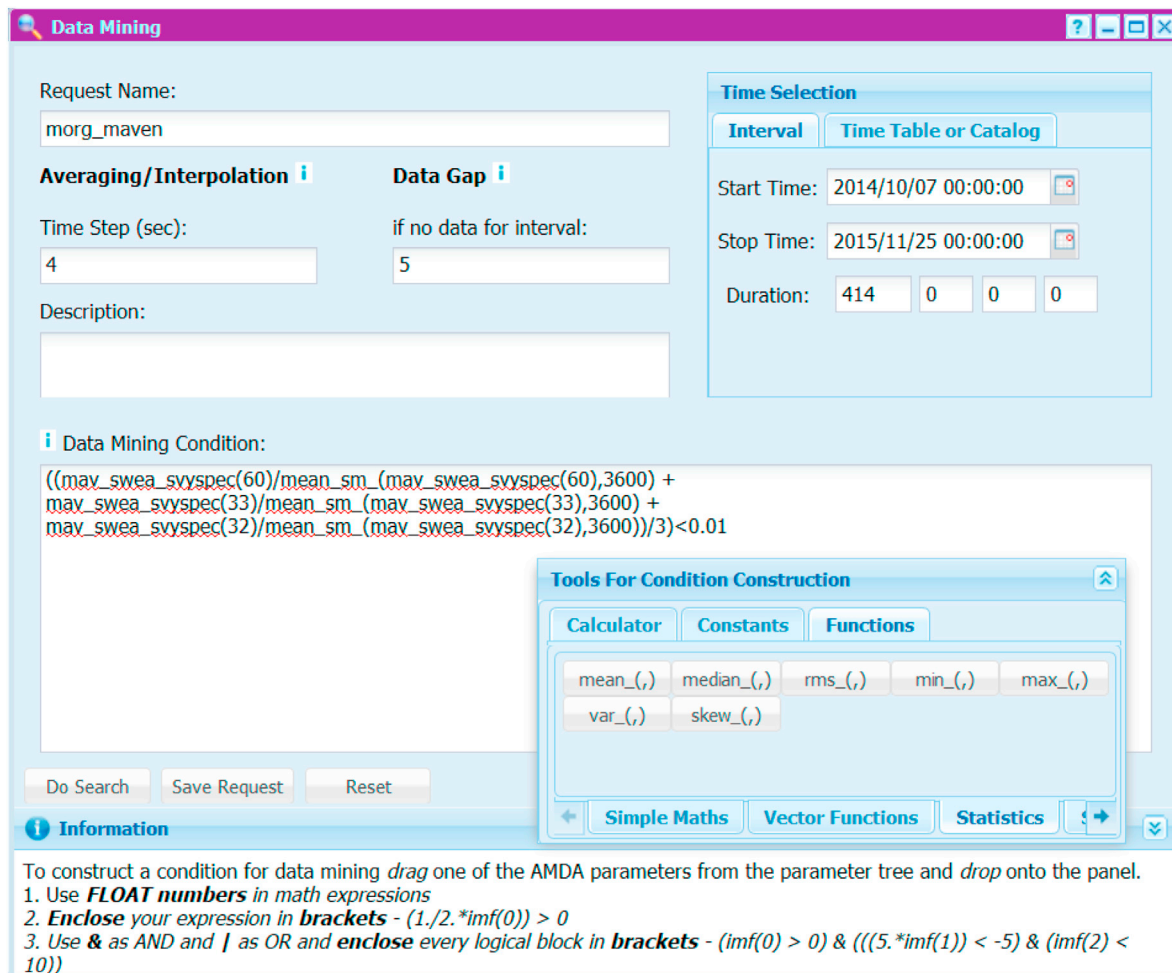 Data Mining
?
Request Name:
morg_maven
Averaging/Interpolation i
Data Gap i
Time Step (sec):
if no data for interval:
4
5
Description:
Time Selection
Interval
Time Table or Catalog
Start Time: 2014/10/07 00:00:00
Stop Time: 2015/11/25 00:00:00
Duration: 414 0 0 0
i Data Mining Condition:
((mav_swea_svyspec(60)/mean_sm_(mav_swea_svyspec(60),3600) +
mav_swea_svyspec(33)/mean_sm_(mav_swea_svyspec(33),3600) +
mav_swea_svyspec(32)/mean_sm_(mav_swea_svyspec(32),3600))/3)<0.01
Tools For Condition Construction
Calculator Constants Functions
mean_(,) median_(,) rms_(,) min_(,) max_(,)
var_(,) skew_(,)
Simple Maths Vector Functions Statistics
Do Search Save Request Reset
i Information
To construct a condition for data mining drag one of the AMDA parameters from the parameter tree and drop onto the panel.
1. Use FLOAT numbers in math expressions
2. Enclose your expression in brackets - (1./2.*imf(0)) > 0
3. Use & as AND and | as OR and enclose every logical block in brackets - (imf(0) > 0) & (((5.*imf(1)) < -5) & (imf(2) <
10))